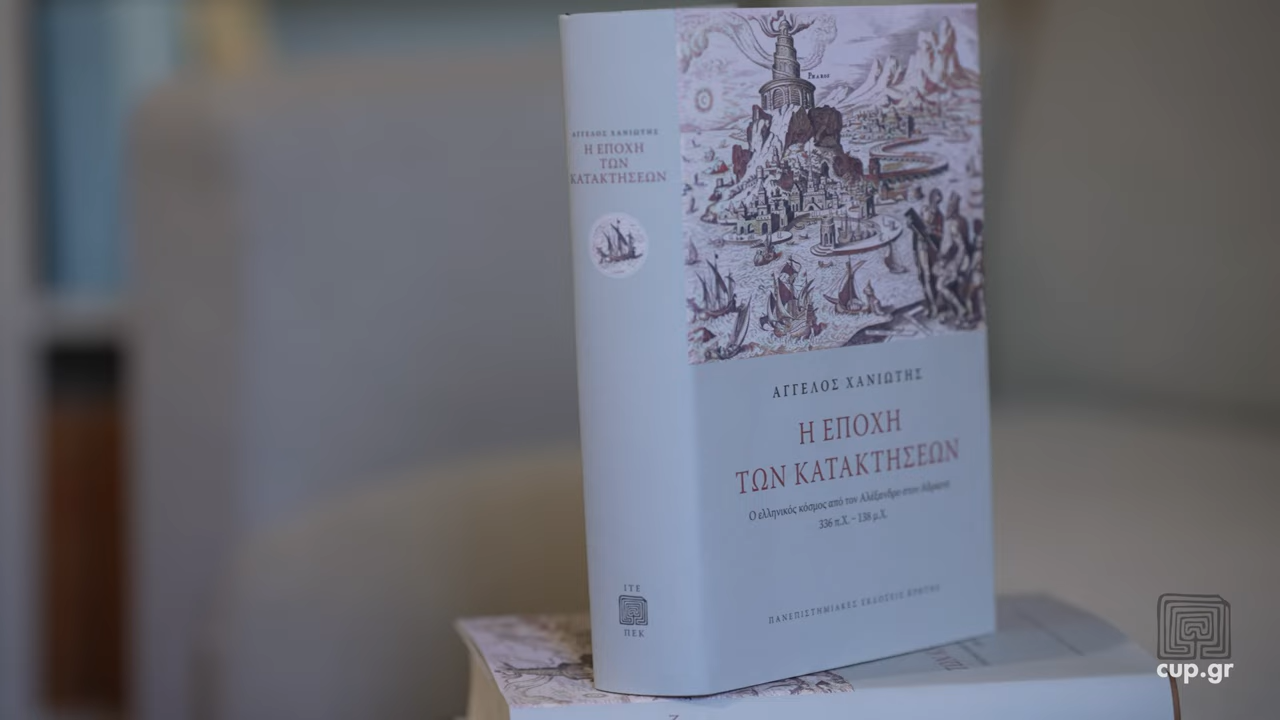 ΑΓΓΕΛΟΣ ΧΑΝΙΩΤΗΣ
Η ΕΠΟΧΗ
ΤΩΝ
ΚΑΤΑΚΤΗΣΕΩΝ
ΙΤΕ
ΠΕΚ
PHAROS
ΑΓΓΕΛΟΣ ΧΑΝΙΩΤΗΣ
Η ΕΠΟΧΗ
ΤΩΝ ΚΑΤΑΚΤΗΣΕΩΝ
Ο ελληνικός κόσμος από τον Αλέξανδρο στον Αδριανό
336 π.Χ. – 138 μ.Χ.
ΠΑΝΕΠΙΣΤΗΜΙΑΚΕΣ ΕΚΔΟΣΕΙΣ ΚΡΗΤΗΣ
cup.gr